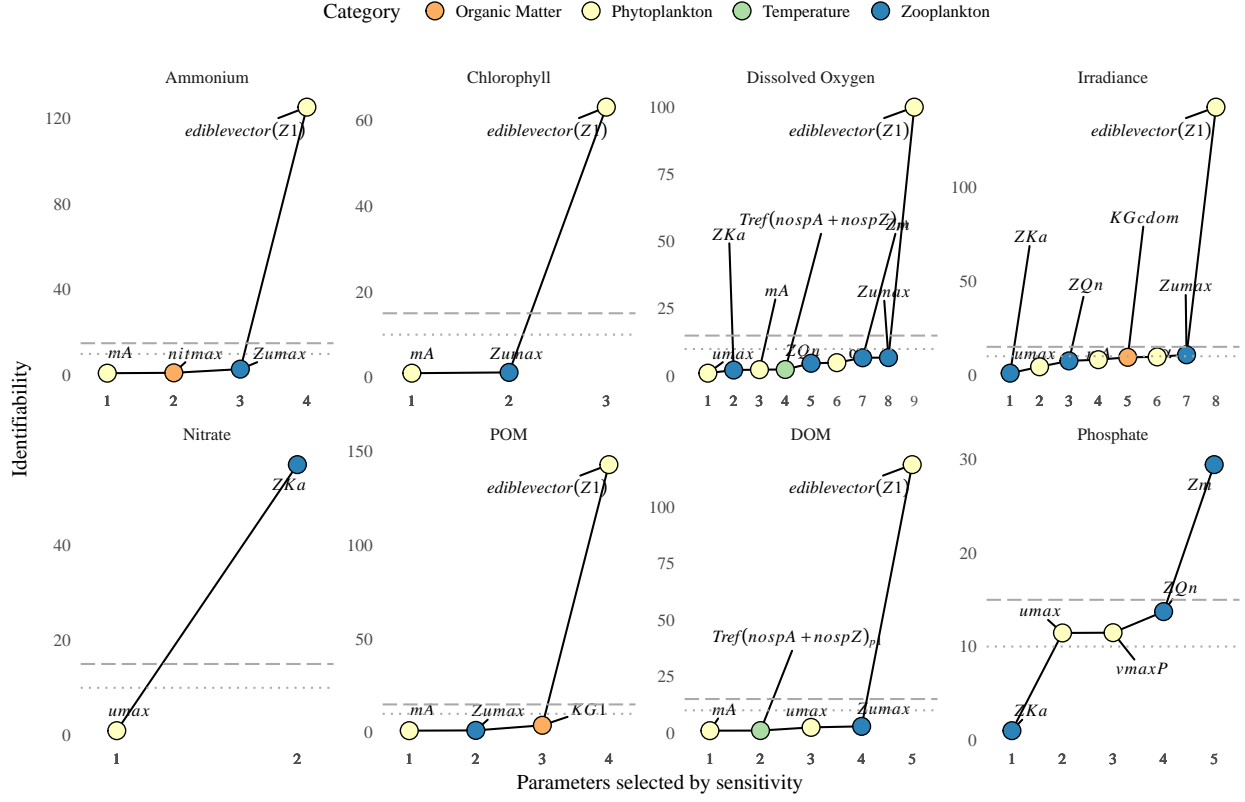 Category Organic Matter Phytoplankton Temperature Zooplankton
Ammonium Chlorophyll Dissolved Oxygen Irradiance
Identifiability
120
80
40
0
mA nitmax Zumax ediblevector(Z1)
1 2 3 4
60
40
20
0
mA Zumax ediblevector(Z1)
1 2 3
100
75
50
25
0
umax ZKa mA Tref(nospA+nospZ) ZQn Zm Zumax ediblevector(Z1)
1 2 3 4 5 6 7 8 9
100
50
0
ZKa umax ZQn mA KGcdom Zumax ediblevector(Z1)
1 2 3 4 5 6 7 8
Nitrate POM DOM Phosphate
40
20
0
umax ZKa
1 2
150
100
50
0
mA Zumax KG1 ediblevector(Z1)
1 2 3 4
100
75
50
25
0
mA Tref(nospA+nospZ)p1 umax Zumax ediblevector(Z1)
1 2 3 4 5
30
20
10
0
ZKa umax vmaxP ZQn Zm
1 2 3 4 5
Parameters selected by sensitivity